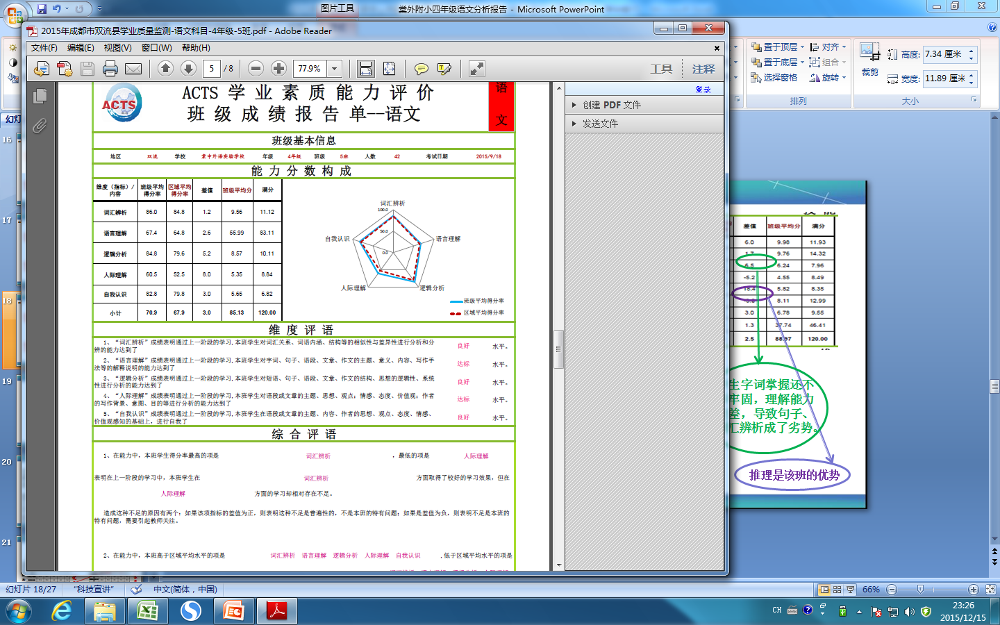 图片工具
棠外附小四年级语文分析报告 - Microsoft PowerPoint
2015年成都市双流县学业质量监测-语文科目-4年级-5班.pdf - Adobe Reader
文件(F) 编辑(E) 视图(V) 窗口(W) 帮助(H)
5 / 8 77.9% 工具 注释
登录
创建 PDF 文件
发送文件
置于顶层 对齐
置于底层 组合
选择窗格 旋转
排列
裁剪
高度: 7.34 厘米
宽度: 11.89 厘米
大小
16
17
18
19
20
21
ACTS
ACTS 学 业 素 质 能 力 评 价
班 级 成 绩 报 告 单--语文
语
文
班级基本信息
地区 双流 学校 棠中外语实验学校 年级 4年级 班级 5班 人数 42 考试日期 2015/9/18
能 力 分 数 构 成
维度（指标）/内容 班级平均得分率 区域平均得分率 差值 班级平均分 满分
词汇辨析 86.0 84.8 1.2 9.56 11.12
语言理解 67.4 64.8 2.6 55.99 83.11
逻辑分析 84.8 79.6 5.2 8.57 10.11
人际理解 60.5 52.5 8.0 5.35 8.84
自我认识 82.8 79.8 3.0 5.65 6.82
小计 70.9 67.9 3.0 85.13 120.00
词汇辨析
100.0
50.0
0.0
自我认识
语言理解
人际理解
逻辑分析
班级平均得分率
区域平均得分率
维 度 评 语
1、“词汇辨析”成绩表明通过上一阶段的学习,本班学生对词汇关系、词语内涵、结构等的相似性与差异性进行分析和分
辨的能力达到了 良好 水平。
2、“语言理解”成绩表明通过上一阶段的学习,本班学生对字词、句子、语段、文章、作文的主题、意义、内容、写作手
法等的解释说明的能力达到了 达标 水平。
3、“逻辑分析”成绩表明通过上一阶段的学习,本班学生对短语、句子、语段、文章、作文的结构、思想的逻辑性、系统
性进行分析的能力达到了 良好 水平。
4、“人际理解”成绩表明通过上一阶段的学习,本班学生对语段或文章的主题、思想、观点；情感、态度、价值观；作者
的写作背景、意图、目的等进行分析的能力达到了 达标 水平。
5、“自我认识”成绩表明通过上一阶段的学习,本班学生在语段或文章的主题、内容、作者的思想、观点、态度、情感、
价值观感知的基础上，进行自我了 良好 水平。
综 合 评 语
1、在能力中，本班学生得分率最高的项是 词汇辨析 ，最低的项是 人际理解
表明在上一阶段的学习中，本班学生在 词汇辨析 方面取得了较好的学习效果，但在
人际理解 方面的学习却相对存在不足。
造成这种不足的原因有两个：如果该项指标的差值为正，则表明这种不足是普遍性的，不是本班的特有问题；如果是差值为负，则表明不足是本班的
特有问题，需要引起教师关注。
2、在能力中，本班高于区域平均水平的项是 词汇辨析 语言理解 逻辑分析 人际理解 自我认识 ,低于区域平均水平的项是
差值 班级平均分 满分
6.0 9.98 11.93
1.7 9.76 14.32
6.5 6.24 7.96
-5.2 4.55 8.49
5.82 8.35
8.11 12.99
3.0 6.78 9.55
1.3 37.74 46.41
2.5 88.97 120.00
生字词掌握还不
牢固，理解能力
差，导致句子、
汇辨析成了劣势。
推理是该班的优势
幻灯片 18/27 “科技宣讲” 中文(简体，中国) 66%
CH 23:26
2015/12/15